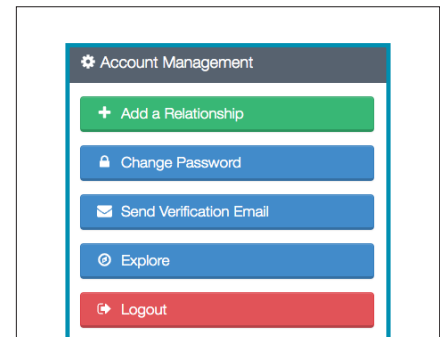 Account Management
Add a Relationship
Change Password
Send Verification Email
Explore
Logout